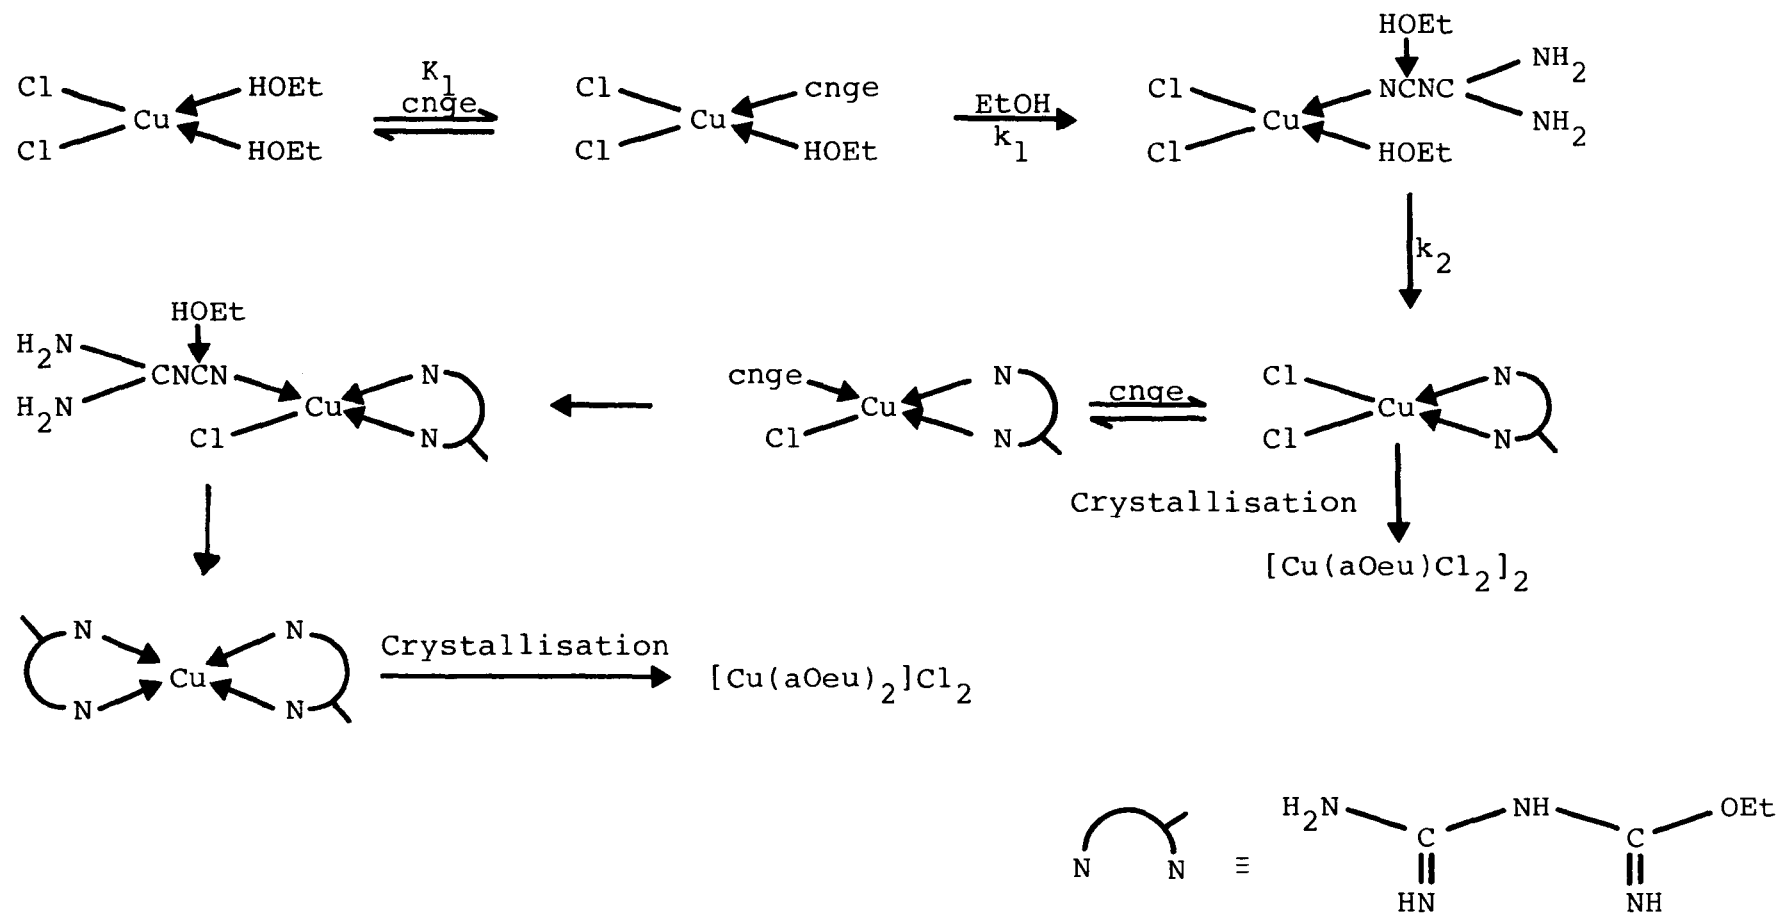 Cl Cu HOEt Cl HOEt
K1
cnge
Cl Cu cnge Cl HOEt
EtOH
k1
HOEt
Cl Cu NCNC NH2 Cl HOEt NH2
k2
HOEt
H2N CNCN Cu N H2N Cl N
cnge Cu N Cl N
cnge
Cl Cu N Cl N
Crystallisation
[Cu(aOeu)Cl2]2
N Cu N N N
Crystallisation
[Cu(aOeu)2]Cl2
N N ≡
H2N NH OEt
C C
HN NH